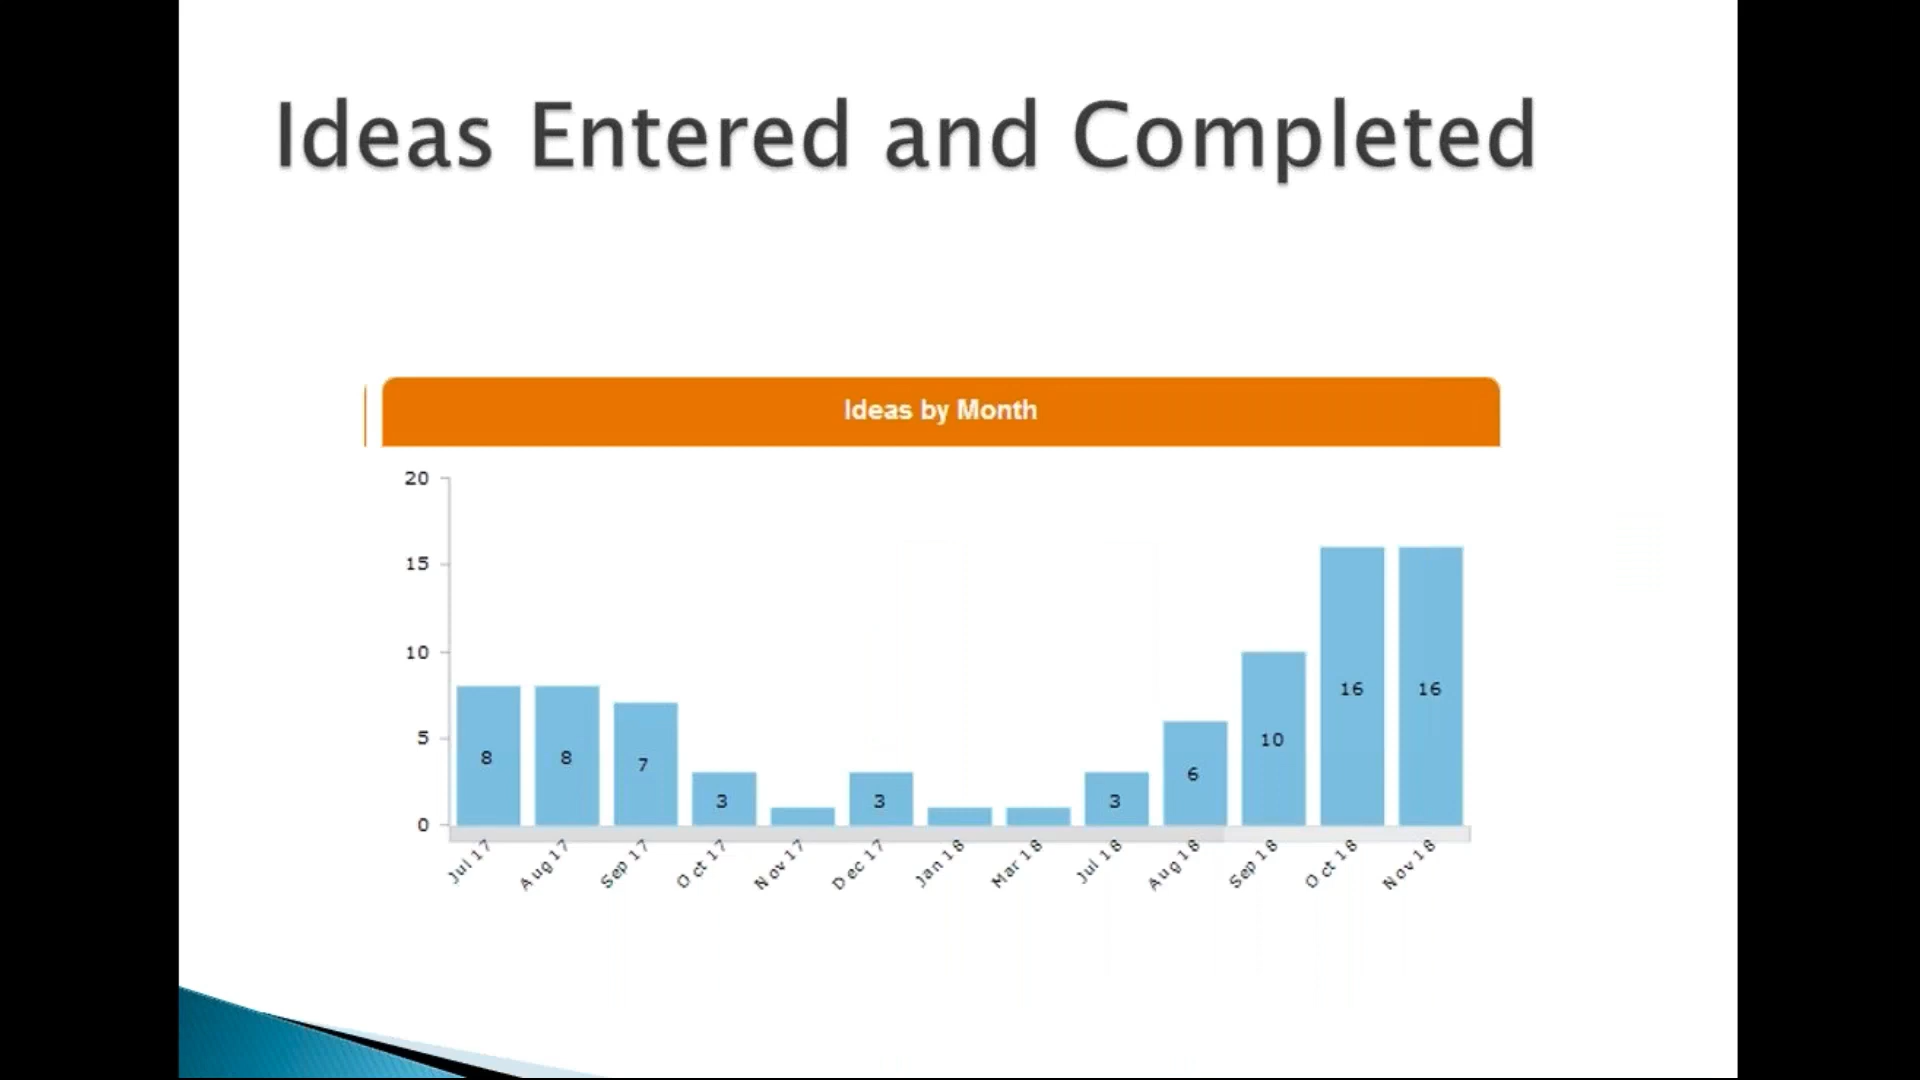 Ideas Entered and Completed
Ideas by Month
20
15
10
5
0
8
8
7
3
3
3
6
10
16
16
Jul 17
Aug 17
Sep 17
Oct 17
Nov 17
Dec 17
Jan 18
Mar 18
Jul 18
Aug 18
Sep 18
Oct 18
Nov 18